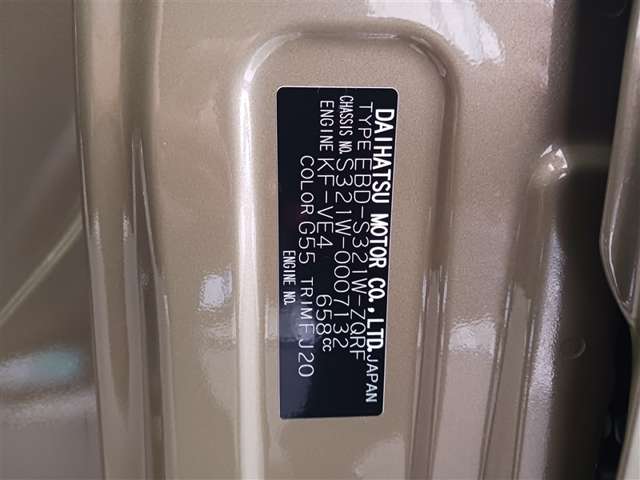 DAIHATSU MOTOR CO.,LTD.JAPAN
TYPE EBD-S321W-ZQRF
CHASSIS NO. S321W-0007132
ENGINE KF-VE4 658cc
COLOR G55 TRIM FJ20
ENGINE NO.